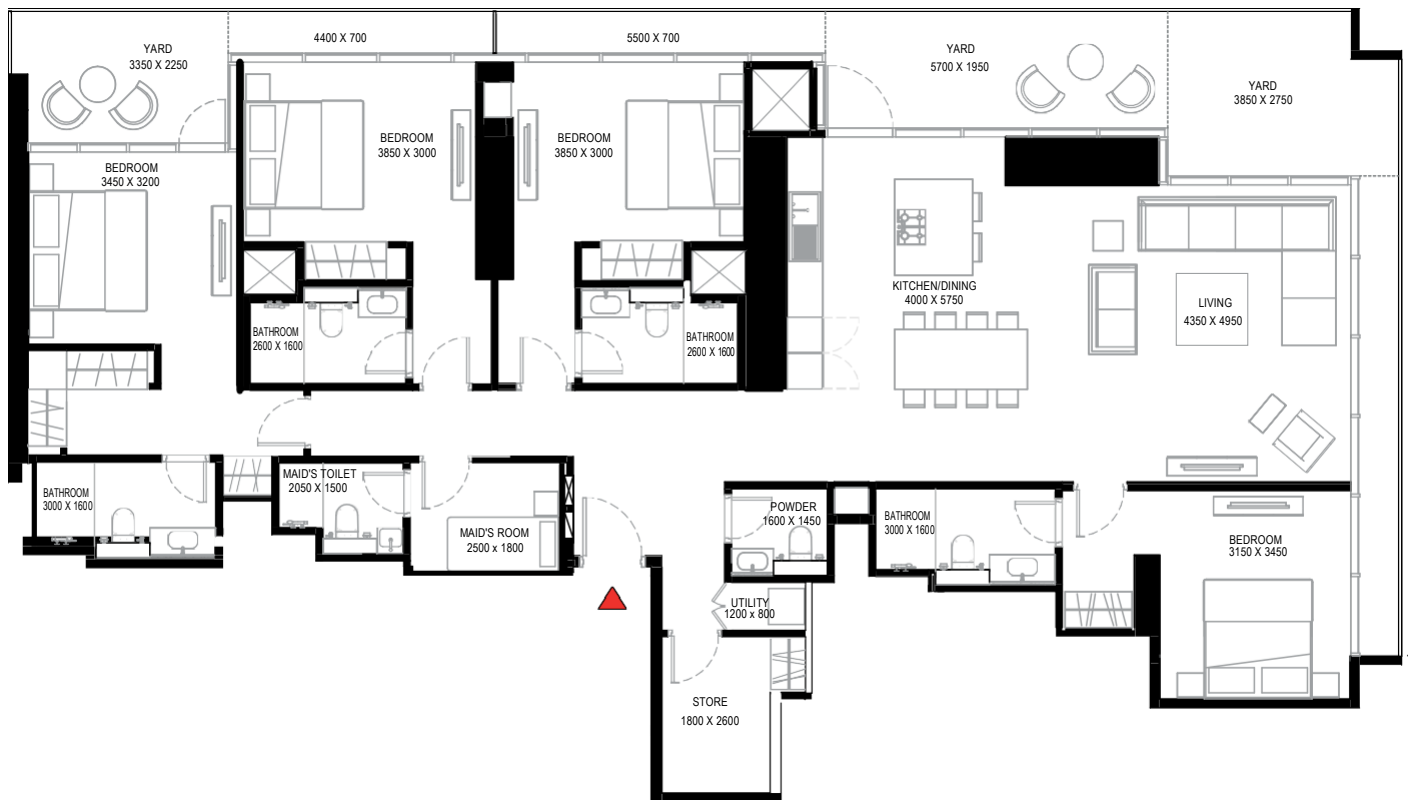 YARD
3350 X 2250
4400 X 700
5500 X 700
YARD
5700 X 1950
YARD
3850 X 2750
BEDROOM
3450 X 3200
BEDROOM
3850 X 3000
BEDROOM
3850 X 3000
KITCHEN/DINING
4000 X 5750
LIVING
4350 X 4950
BATHROOM
2600 X 1600
BATHROOM
2600 X 1600
BATHROOM
3000 X 1600
MAID'S TOILET
2050 X 1500
MAID'S ROOM
2500 x 1800
POWDER
1600 X 1450
BATHROOM
3000 X 1600
BEDROOM
3150 X 3450
UTILITY
1200 x 800
STORE
1800 X 2600